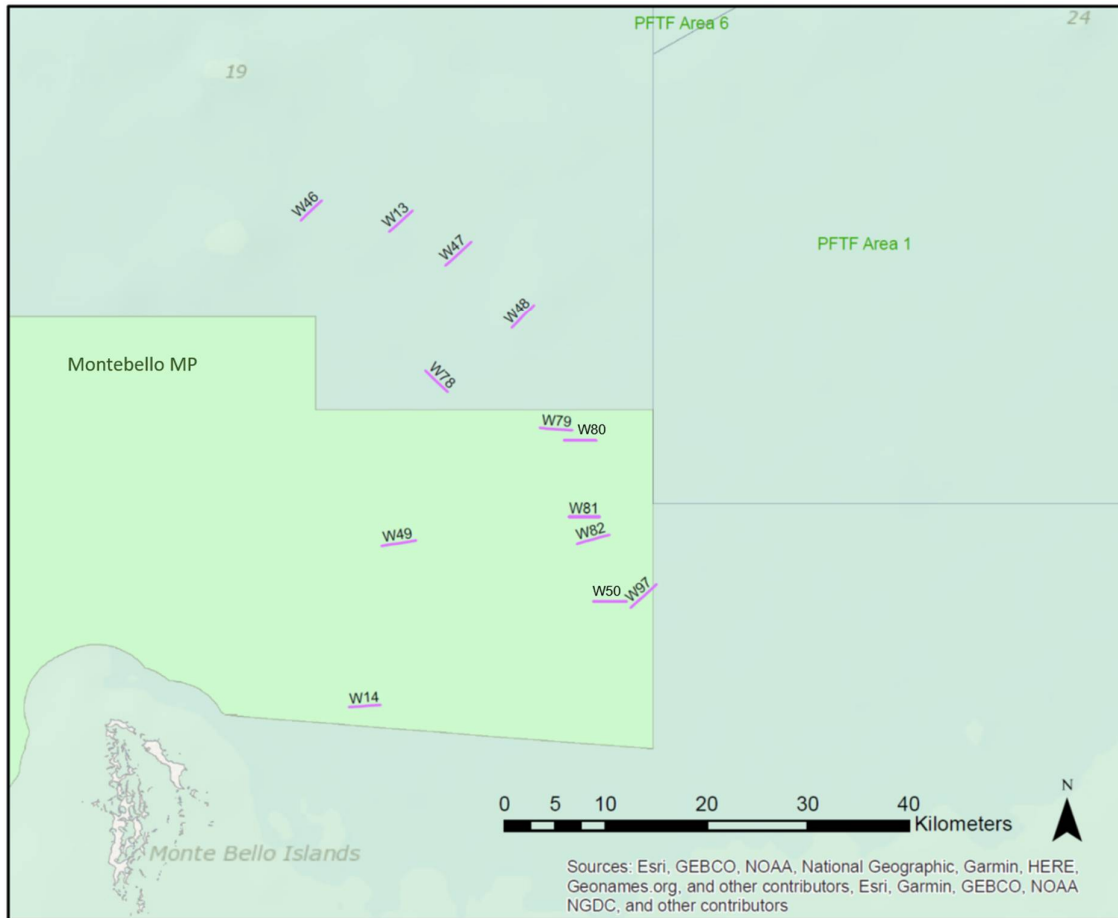 PFTF Area 6
24
19
W46
W13
W47
PFTF Area 1
W48
Montebello MP
W78
W79
W80
W81
W82
W49
W50
W97
W14
N
0 5 10 20 30 40
Kilometers
Monte Bello Islands
Sources: Esri, GEBCO, NOAA, National Geographic, Garmin, HERE,
Geonames.org, and other contributors, Esri, Garmin, GEBCO, NOAA
NGDC, and other contributors